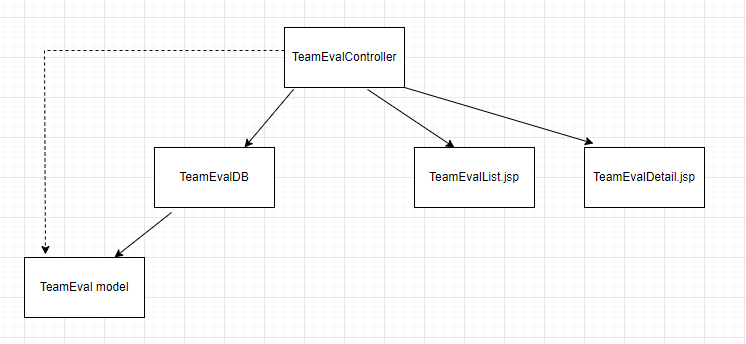 TeamEvalController
TeamEvalDB
TeamEvalList.jsp
TeamEvalDetail.jsp
TeamEval model